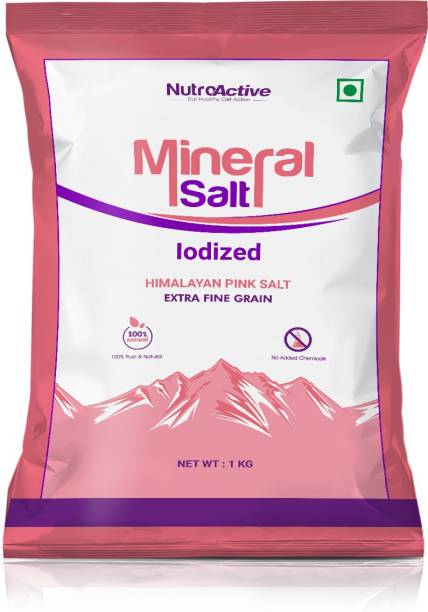 NutroActive
Eat Healthy Get Active
Mineral
Salt
Iodized
HIMALAYAN PINK SALT
EXTRA FINE GRAIN
100%
natural
100% Pure & Natural
No Added Chemicals
NET WT : 1 KG